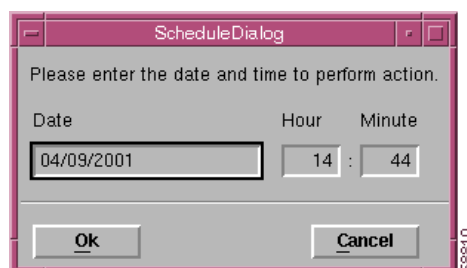 ScheduleDialog
Please enter the date and time to perform action.
Date Hour Minute
04/09/2001 14 : 44
Ok Cancel